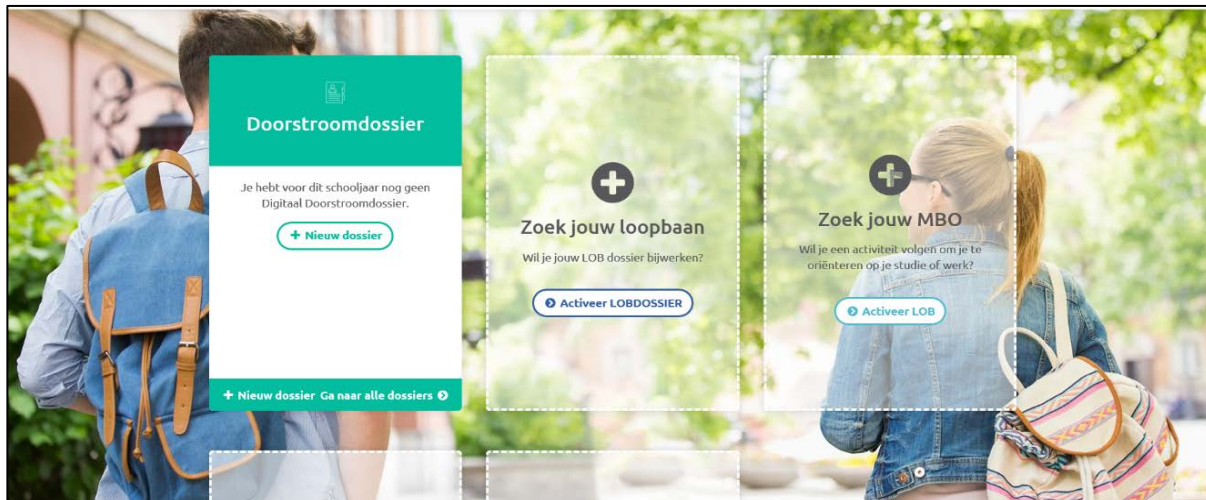 Doorstroomdossier
Je hebt voor dit schooljaar nog geen
Digitaal Doorstroomdossier.
Nieuw dossier
Nieuw dossier Ga naar alle dossiers
Zoek jouw loopbaan
Wil je jouw LOB dossier bijwerken?
Activeer LOBDOSSIER
Zoek jouw MBO
Wil je een activiteit volgen om je te
oriënteren op je studie of werk?
Activeer LOB